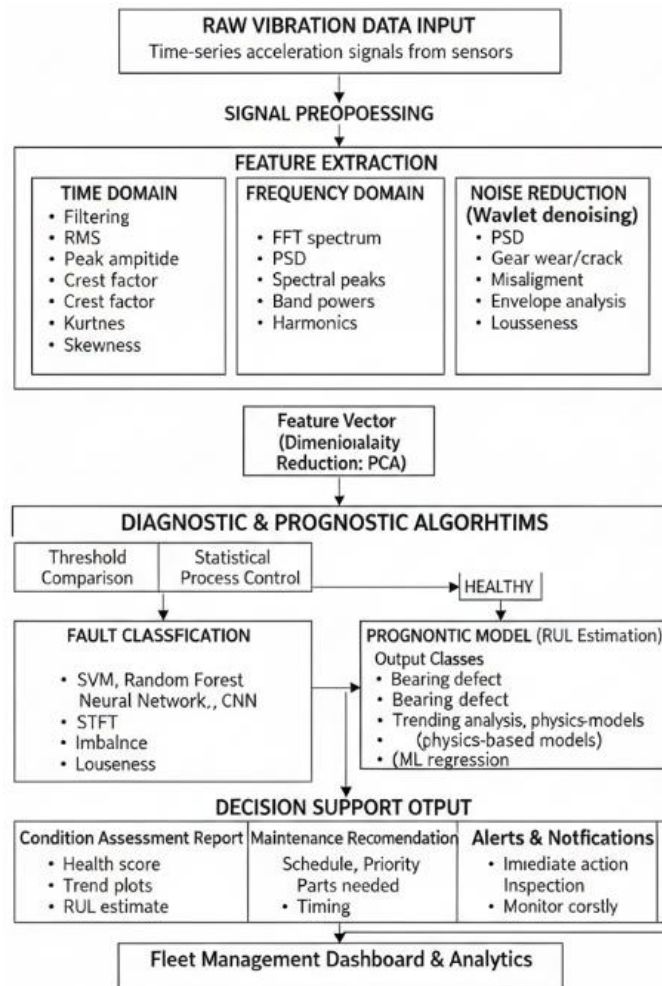 RAW VIBRATION DATA INPUT
Time-series acceleration signals from sensors
SIGNAL PREOPOESSING
FEATURE EXTRACTION
TIME DOMAIN
• Filtering
• RMS
• Peak ampitide
• Crest factor
• Crest factor
• Kurtnes
• Skewness
FREQUENCY DOMAIN
• FFT spectrum
• PSD
• Spectral peaks
• Band powers
• Harmonics
NOISE REDUCTION
(Wavlet denoising)
• PSD
• Gear wear/crack
• Misaligment
• Envelope analysis
• Lousseness
Feature Vector
(Dimenioialaity
Reduction: PCA)
DIAGNOSTIC & PROGNOSTIC ALGORHTIMS
Threshold
Comparison
Statistical
Process Control
HEALTHY
FAULT CLASSFICATION
• SVM, Random Forest
Neural Network,, CNN
• STFT
• Imbalnce
• Louseness
PROGNONTIC MODEL (RUL Estimation)
Output Classes
• Bearing defect
• Bearing defect
• Trending analysis, physics-models
• (physics-based models)
• (ML regression
DECISION SUPPORT OTPUT
Condition Assessment Report
• Health score
• Trend plots
• RUL estimate
Maintenance Recomendation
Schedule, Priority
Parts needed
• Timing
Alerts & Notfications
• Imediate action
Inspection
• Monitor corstly
Fleet Management Dashboard & Analytics